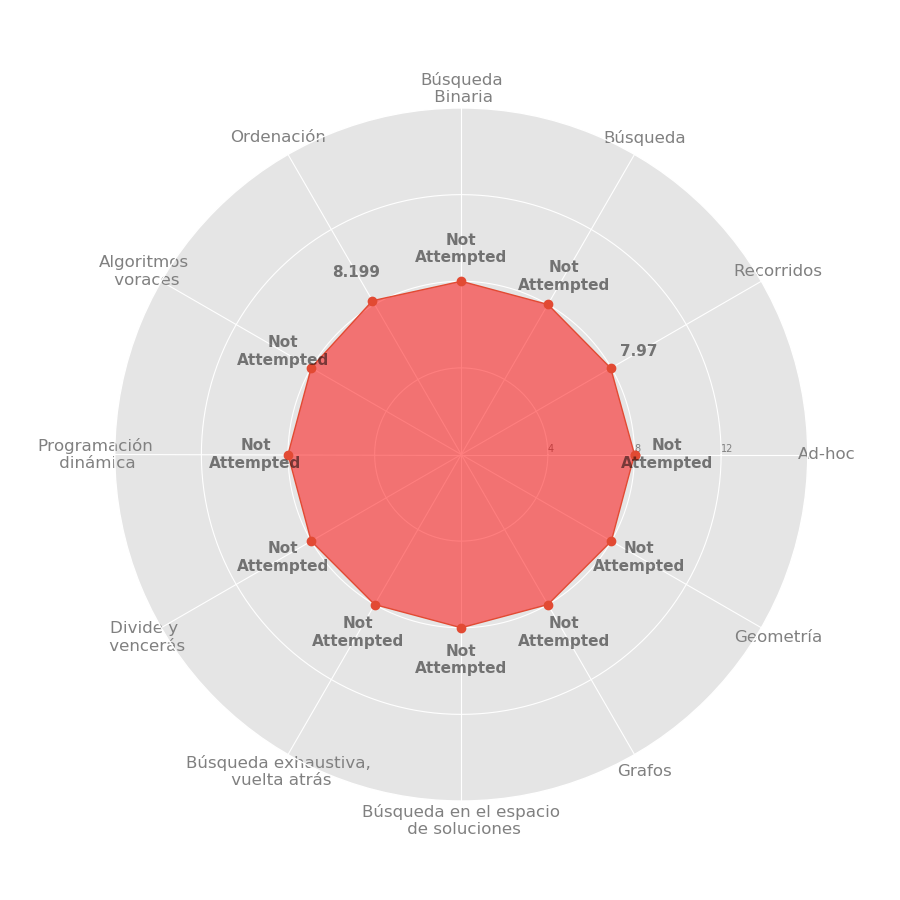 Búsqueda
Binaria
Ordenación
Búsqueda
Not
Attempted
Algoritmos
voraces
8.199
Not
Attempted
Recorridos
Not
Attempted
7.97
Programación
dinámica
Not
Attempted
4
8
Not
Attempted
12
Ad-hoc
Not
Attempted
Not
Attempted
Divide y
vencerás
Not
Attempted
Not
Attempted
Not
Attempted
Geometría
Búsqueda exhaustiva,
vuelta atrás
Grafos
Búsqueda en el espacio
de soluciones